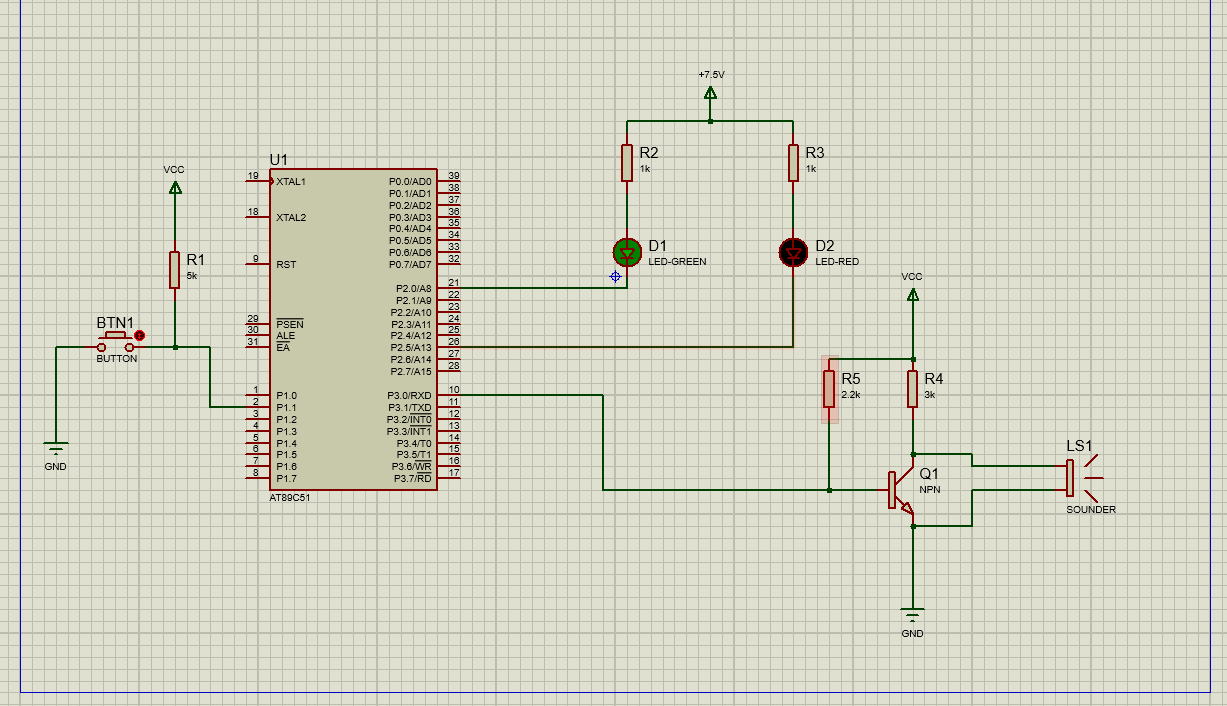 +7.5V
R2
1k
R3
1k
VCC
R1
5k
BTN1
BUTTON
GND
U1
19 XTAL1
18 XTAL2
9 RST
29 PSEN
30 ALE
31 EA
1 P1.0
2 P1.1
3 P1.2
4 P1.3
5 P1.4
6 P1.5
7 P1.6
8 P1.7
P0.0/AD0 39
P0.1/AD1 38
P0.2/AD2 37
P0.3/AD3 36
P0.4/AD4 35
P0.5/AD5 34
P0.6/AD6 33
P0.7/AD7 32
P2.0/A8 21
P2.1/A9 22
P2.2/A10 23
P2.3/A11 24
P2.4/A12 25
P2.5/A13 26
P2.6/A14 27
P2.7/A15 28
P3.0/RXD 10
P3.1/TXD 11
P3.2/INT0 12
P3.3/INT1 13
P3.4/T0 14
P3.5/T1 15
P3.6/WR 16
P3.7/RD 17
AT89C51
D1
LED-GREEN
D2
LED-RED
VCC
R5
2.2k
R4
3k
Q1
NPN
LS1
SOUNDER
GND